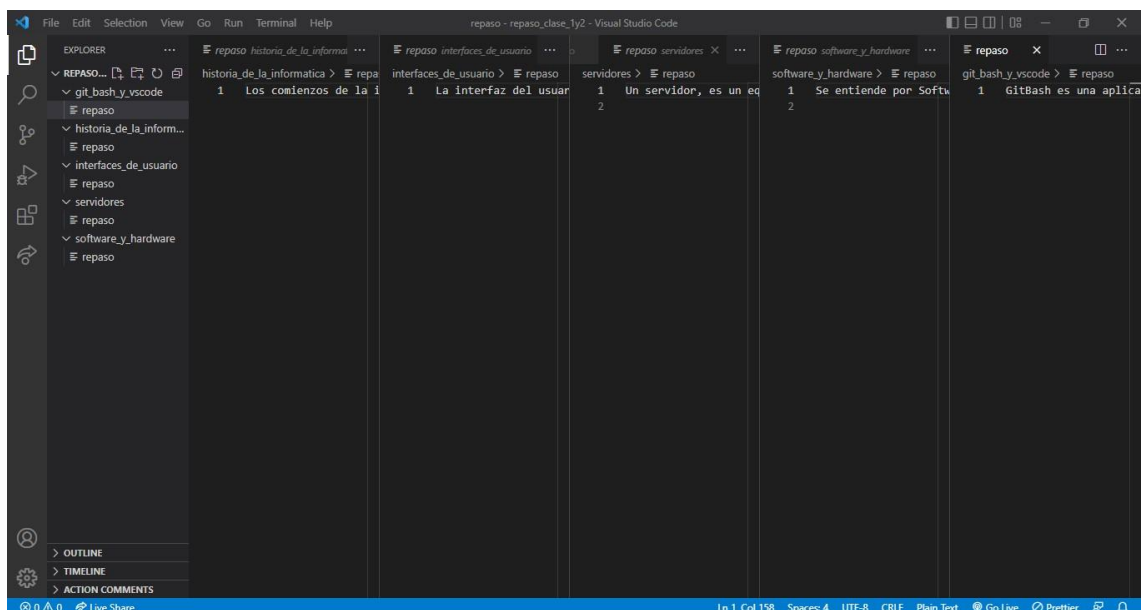 File Edit Selection View Go Run Terminal Help repaso - repaso_clase_1y2 - Visual Studio Code
EXPLORER
REPASO...
git_bash_y_vscode
repaso
historia_de_la_inform...
repaso
interfaces_de_usuario
repaso
servidores
repaso
software_y_hardware
repaso
OUTLINE
TIMELINE
ACTION COMMENTS
repaso historia_de_la_informat
historia_de_la_informatica > repa
1 Los comienzos de la i
repaso interfaces_de_usuario
interfaces_de_usuario > repaso
1 La interfaz del usuar
repaso servidores
servidores > repaso
1 Un servidor, es un eq
2
repaso software_y_hardware
software_y_hardware > repaso
1 Se entiende por Softw
2
repaso
git_bash_y_vscode > repaso
1 GitBash es una aplica
0 0 Live Share Ln 1, Col 158 Spaces: 4 UTF-8 CRLF Plain Text Go Live Prettier